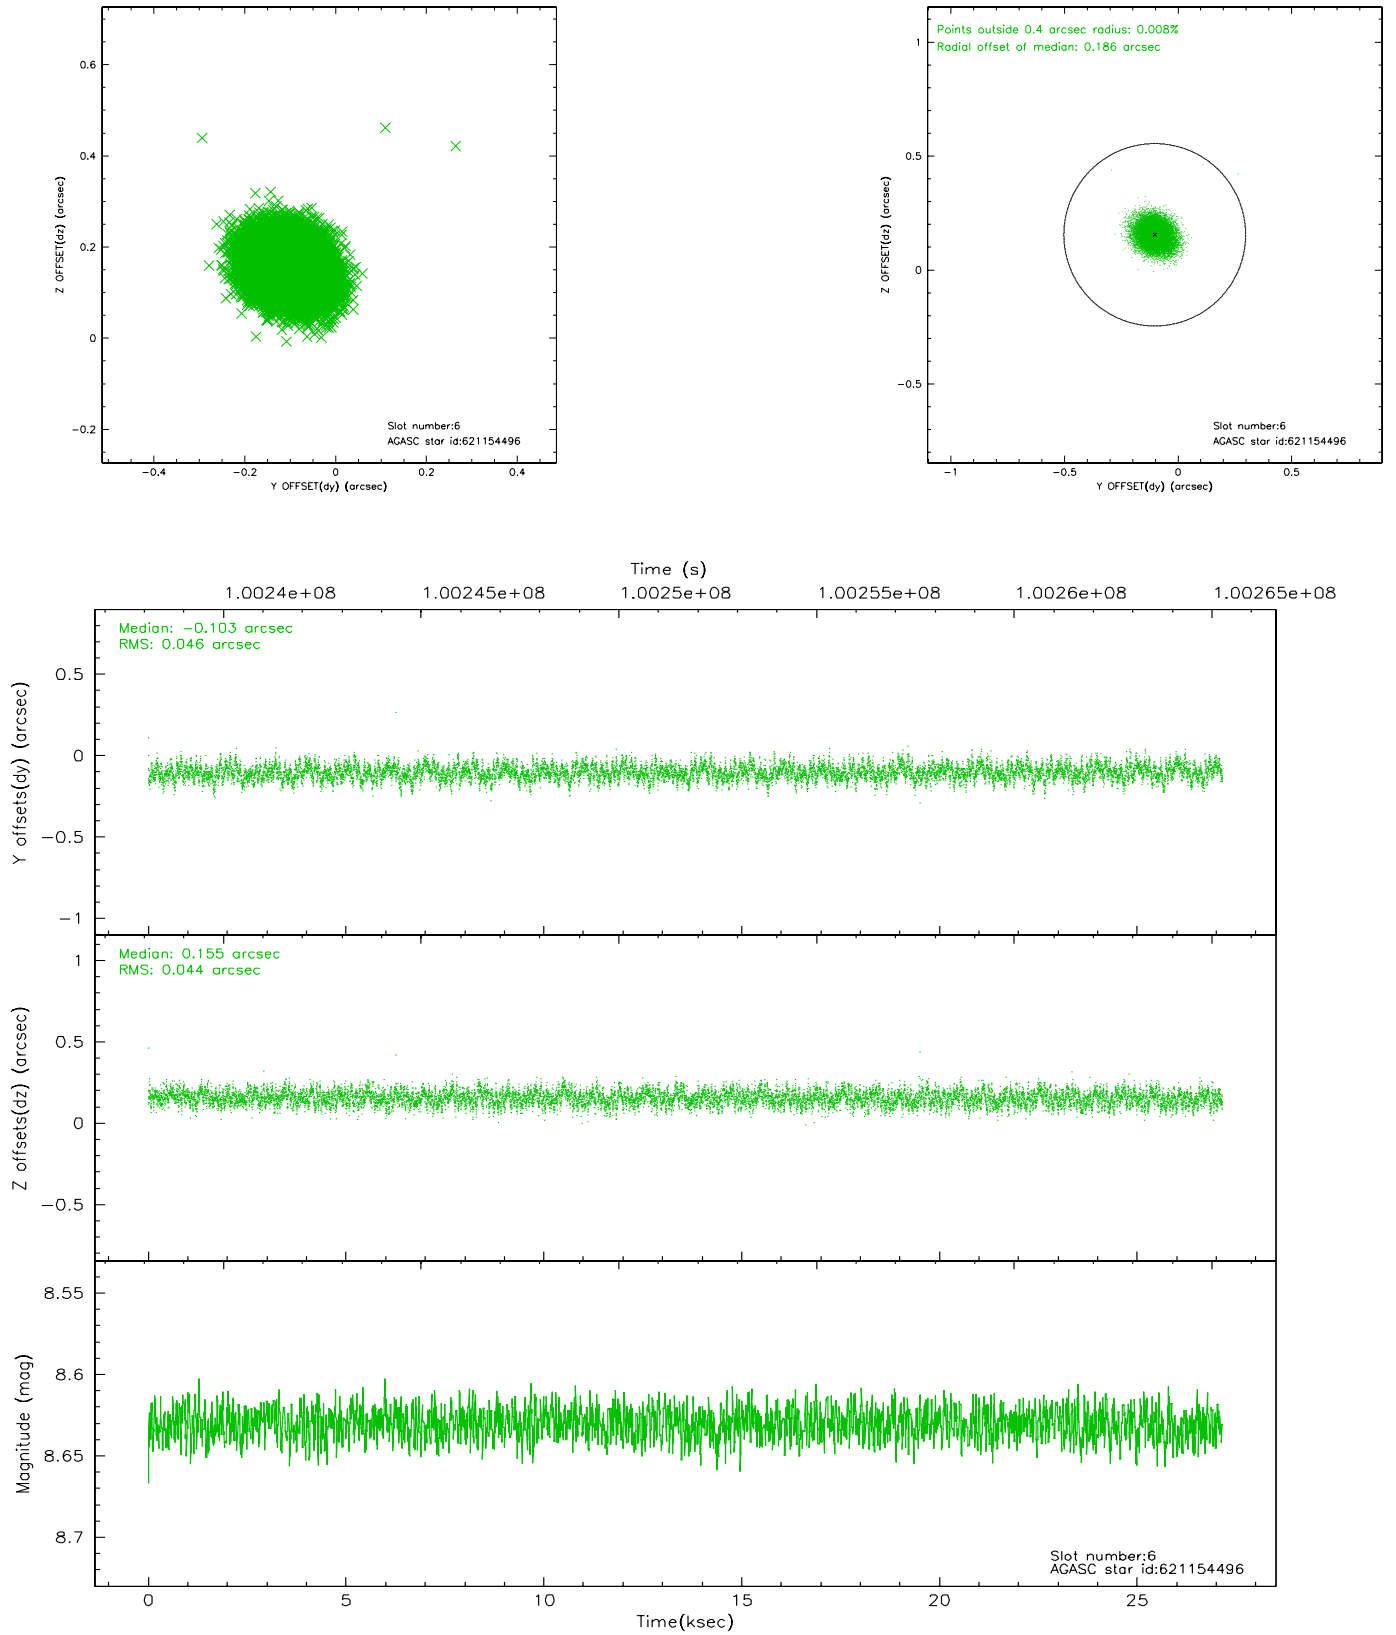 0.6
0.4
0.2
0
−0.2
Z OFFSET(dz) (arcsec)
Slot number:6
AGASC star id:621154496
−0.4 −0.2 0 0.2 0.4
Y OFFSET(dy) (arcsec)
Points outside 0.4 arcsec radius: 0.008%
Radial offset of median: 0.186 arcsec
1
0.5
0
−0.5
Z OFFSET(dz) (arcsec)
Slot number:6
AGASC star id:621154496
−1 −0.5 0 0.5
Y OFFSET(dy) (arcsec)
Time (s)
1.0024e+08 1.00245e+08 1.0025e+08 1.00255e+08 1.0026e+08 1.00265e+08
Median: −0.103 arcsec
RMS: 0.046 arcsec
0.5
0
−0.5
−1
Y offsets(dy) (arcsec)
Median: 0.155 arcsec
RMS: 0.044 arcsec
1
0.5
0
−0.5
Z offsets(dz) (arcsec)
8.55
8.6
8.65
8.7
Magnitude (mag)
Slot number:6
AGASC star id:621154496
0 5 10 15 20 25
Time(ksec)